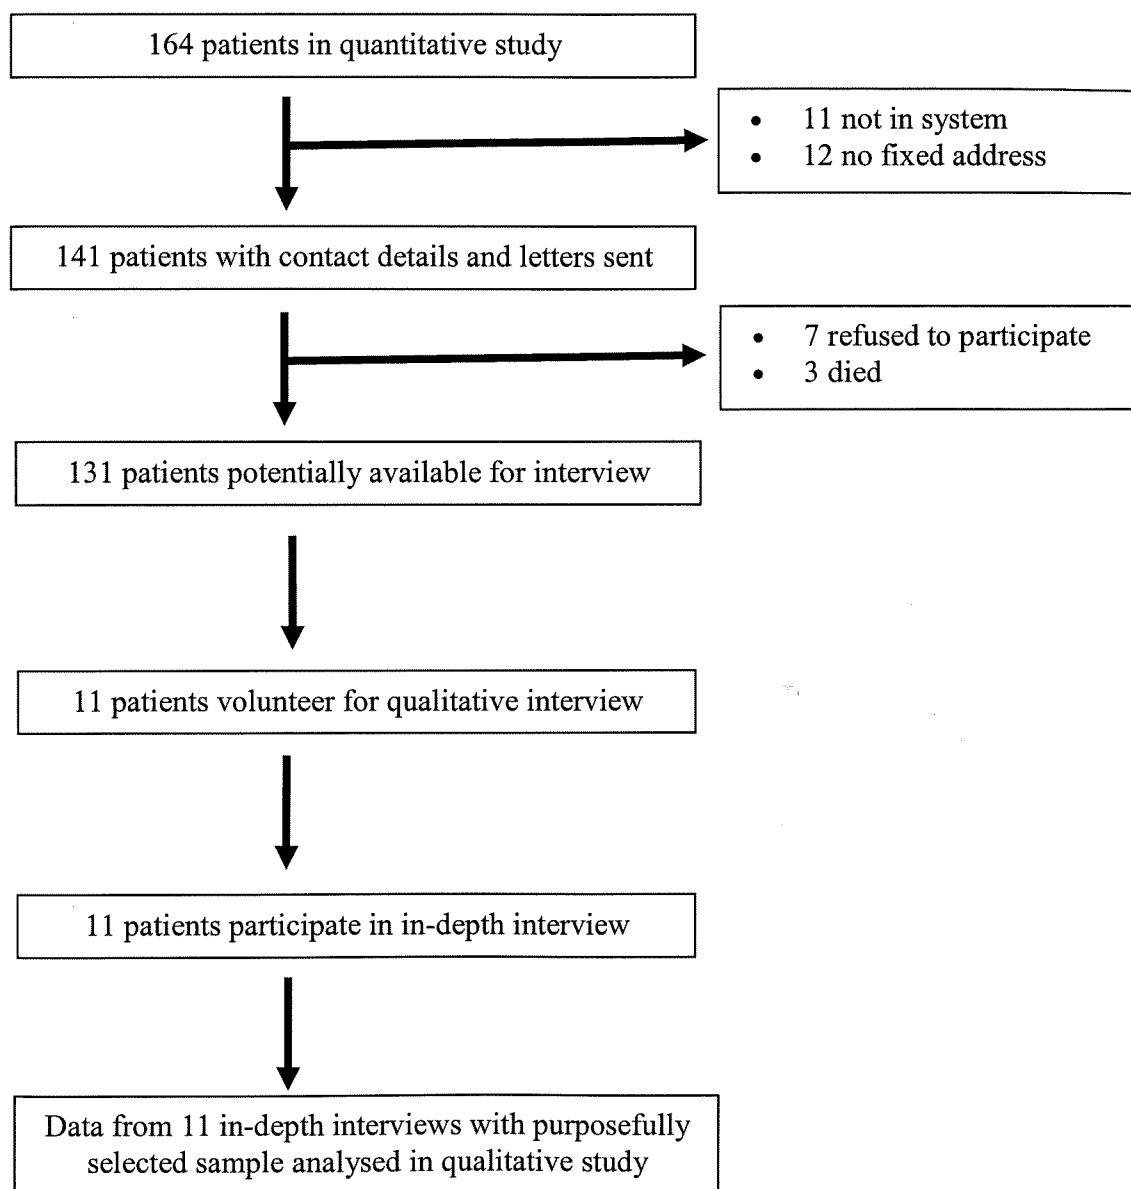 164 patients in quantitative study
• 11 not in system
• 12 no fixed address
141 patients with contact details and letters sent
• 7 refused to participate
• 3 died
131 patients potentially available for interview
11 patients volunteer for qualitative interview
11 patients participate in in-depth interview
Data from 11 in-depth interviews with purposefully
selected sample analysed in qualitative study